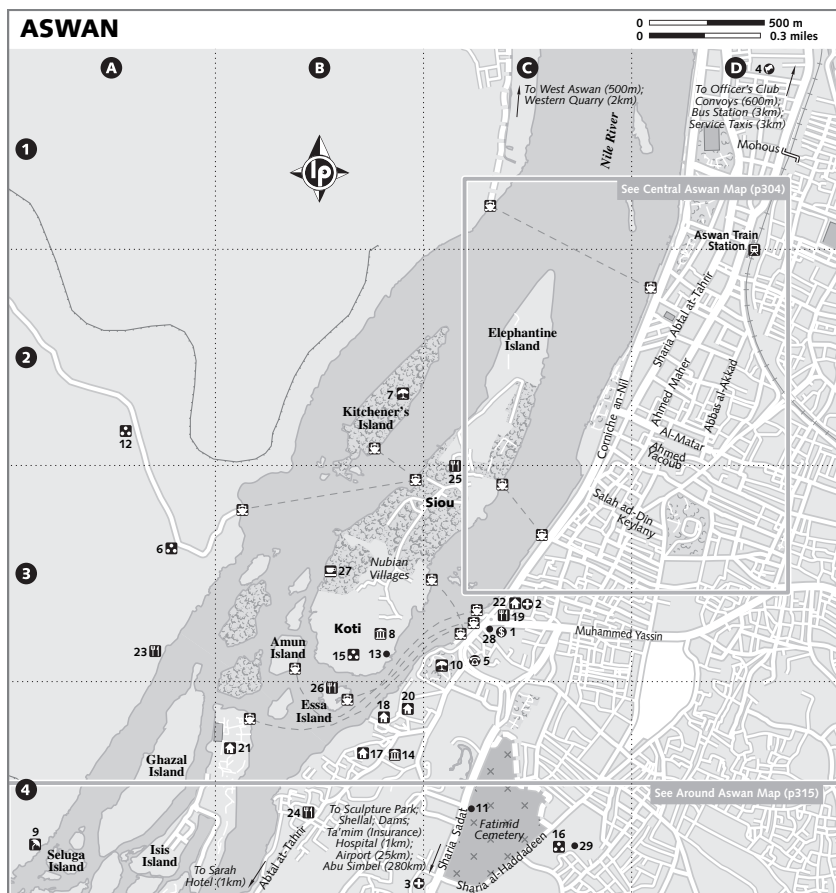 ASWAN
0 500 m
0 0.3 miles
A
B
C
D
4
To West Aswan (500m);
Western Quarry (2km)
To Officer's Club
Convoys (600m);
Bus Station (3km);
Service Taxis (3km)
Nile River
Mohous
1
lp
See Central Aswan Map (p304)
Aswan Train
Station
Sharia Abtal at-Tahrir
Elephantine
Island
2
Ahmed Maher
Abbas al-Akkad
7
Kitchener's
Island
Corniche an-Nil
12
Al-Matar
Ahmed
Yacoub
25
Siou
Salah ad-Din
Keylany
6
Nubian
Villages
3
27
22
2
19
Koti
8
28
1
Muhammed Yassin
Amun
Island
23
15
13
10
5
26
Essa
Island
20
18
21
17
14
Ghazal
Island
4
See Around Aswan Map (p315)
24
To Sculpture Park;
Shellal; Dams;
Ta'mim (Insurance)
Hospital (1km);
Airport (25km);
Abu Simbel (280km)
11
Fatimid
Cemetery
Sharia Sadat
9
Seluga
Island
Isis
Island
To Sarah
Hotel (1km)
Abtal at-Tahrir
16
29
Sharia al-Haddadeen
3